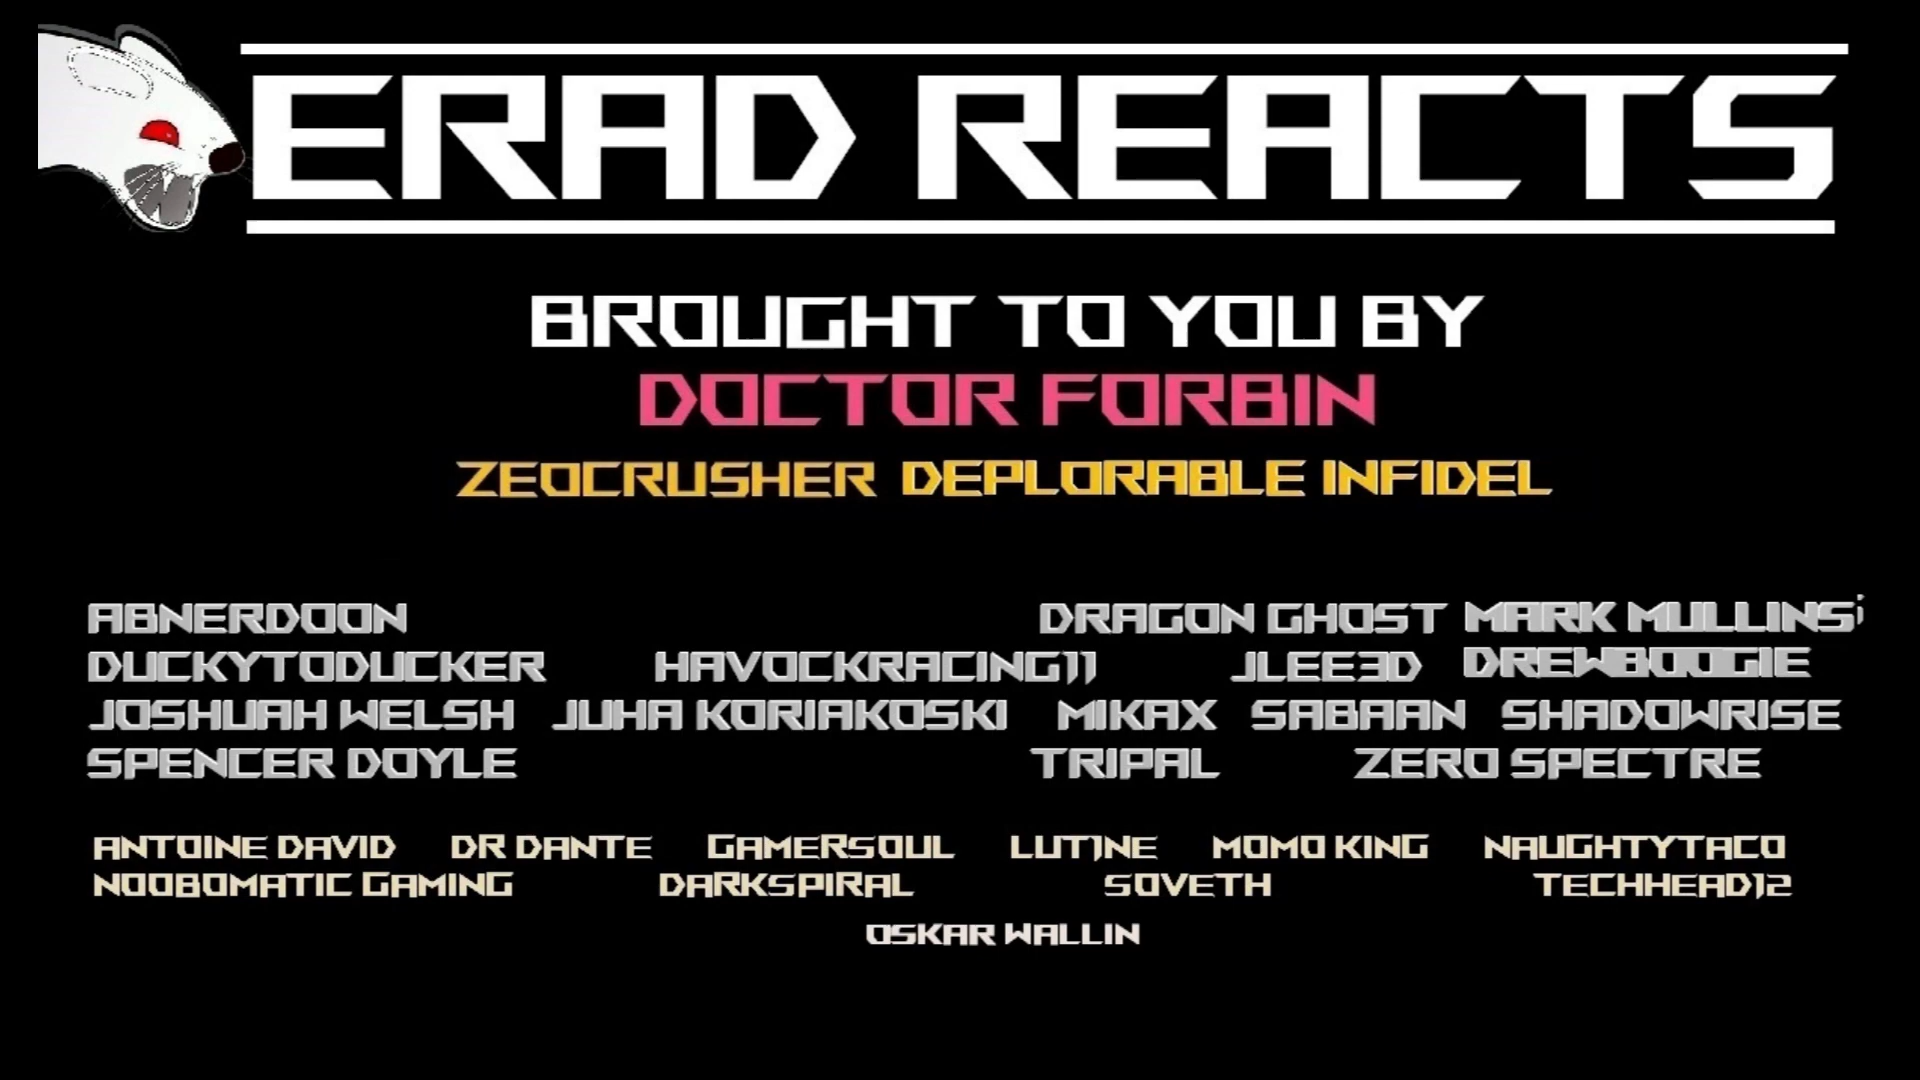 ERAD REACTS
BROUGHT TO YOU BY
DOCTOR FORBIN
ZEOCRUSHER DEPLORABLE INFIDEL
ABNERDOON DRAGON GHOST MARK MULLINS
DUCKYTODUCKER HAVOCKRACING11 JLEE3D DREWBOOGIE
JOSHUAH WELSH JUHA KORIAKOSKI MIKAX SABAAN SHADOWRISE
SPENCER DOYLE TRIPAL ZERO SPECTRE
ANTOINE DAVID DR DANTE GAMERSOUL LUT1NE MOMO KING NAUGHTYTACO
NOOBOMATIC GAMING DARKSPIRAL SOVETH TECHHEAD12
OSKAR WALLIN